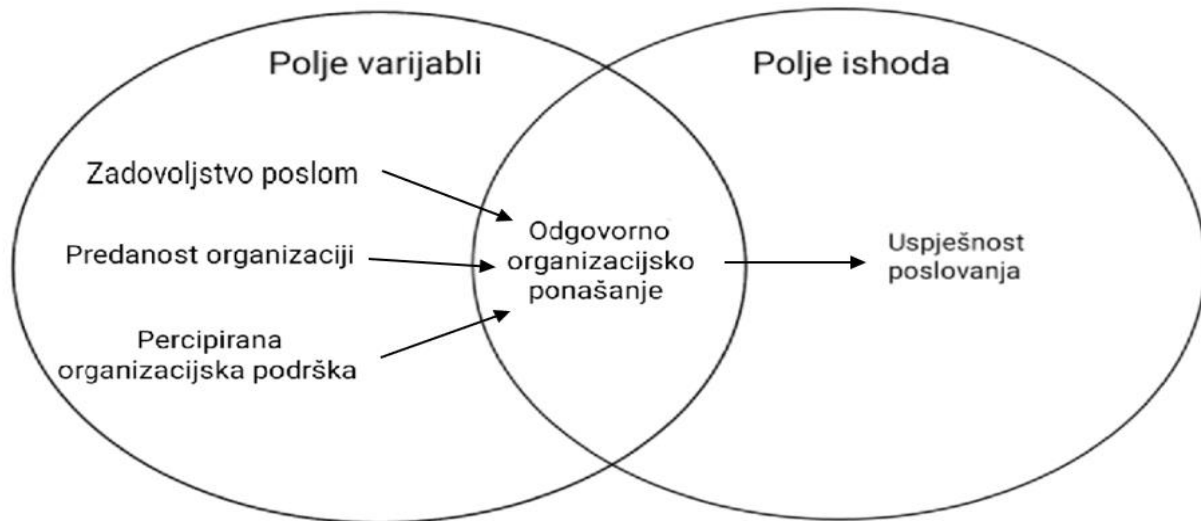 Polje varijabli
Polje ishoda
Zadovoljstvo poslom
Predanost organizaciji
Percipirana
organizacijska podrška
Odgovorno
organizacijsko
ponašanje
Uspješnost
poslovanja